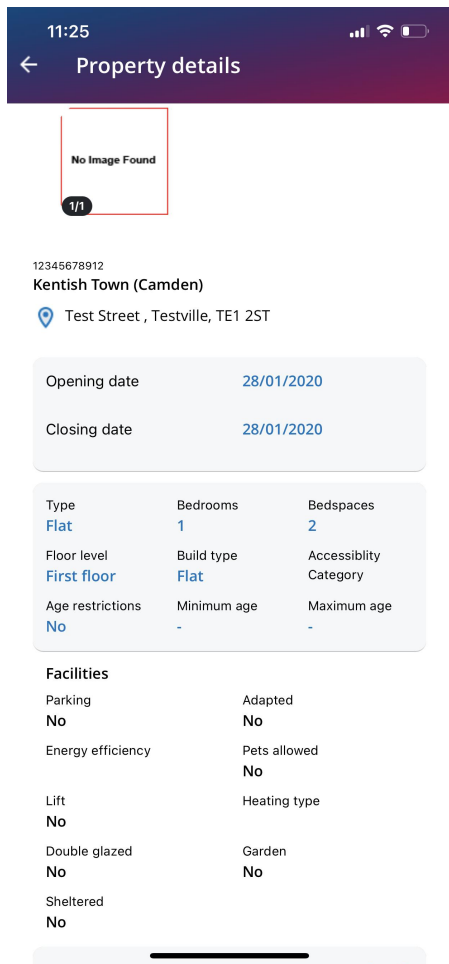 11:25
Property details
No Image Found
1/1
12345678912
Kentish Town (Camden)
Test Street , Testville, TE1 2ST
Opening date 28/01/2020
Closing date 28/01/2020
Type Bedrooms Bedspaces
Flat 1 2
Floor level Build type Accessiblity
First floor Flat Category
Age restrictions Minimum age Maximum age
No - -
Facilities
Parking Adapted
No No
Energy efficiency Pets allowed
No
Lift Heating type
No
Double glazed Garden
No No
Sheltered
No